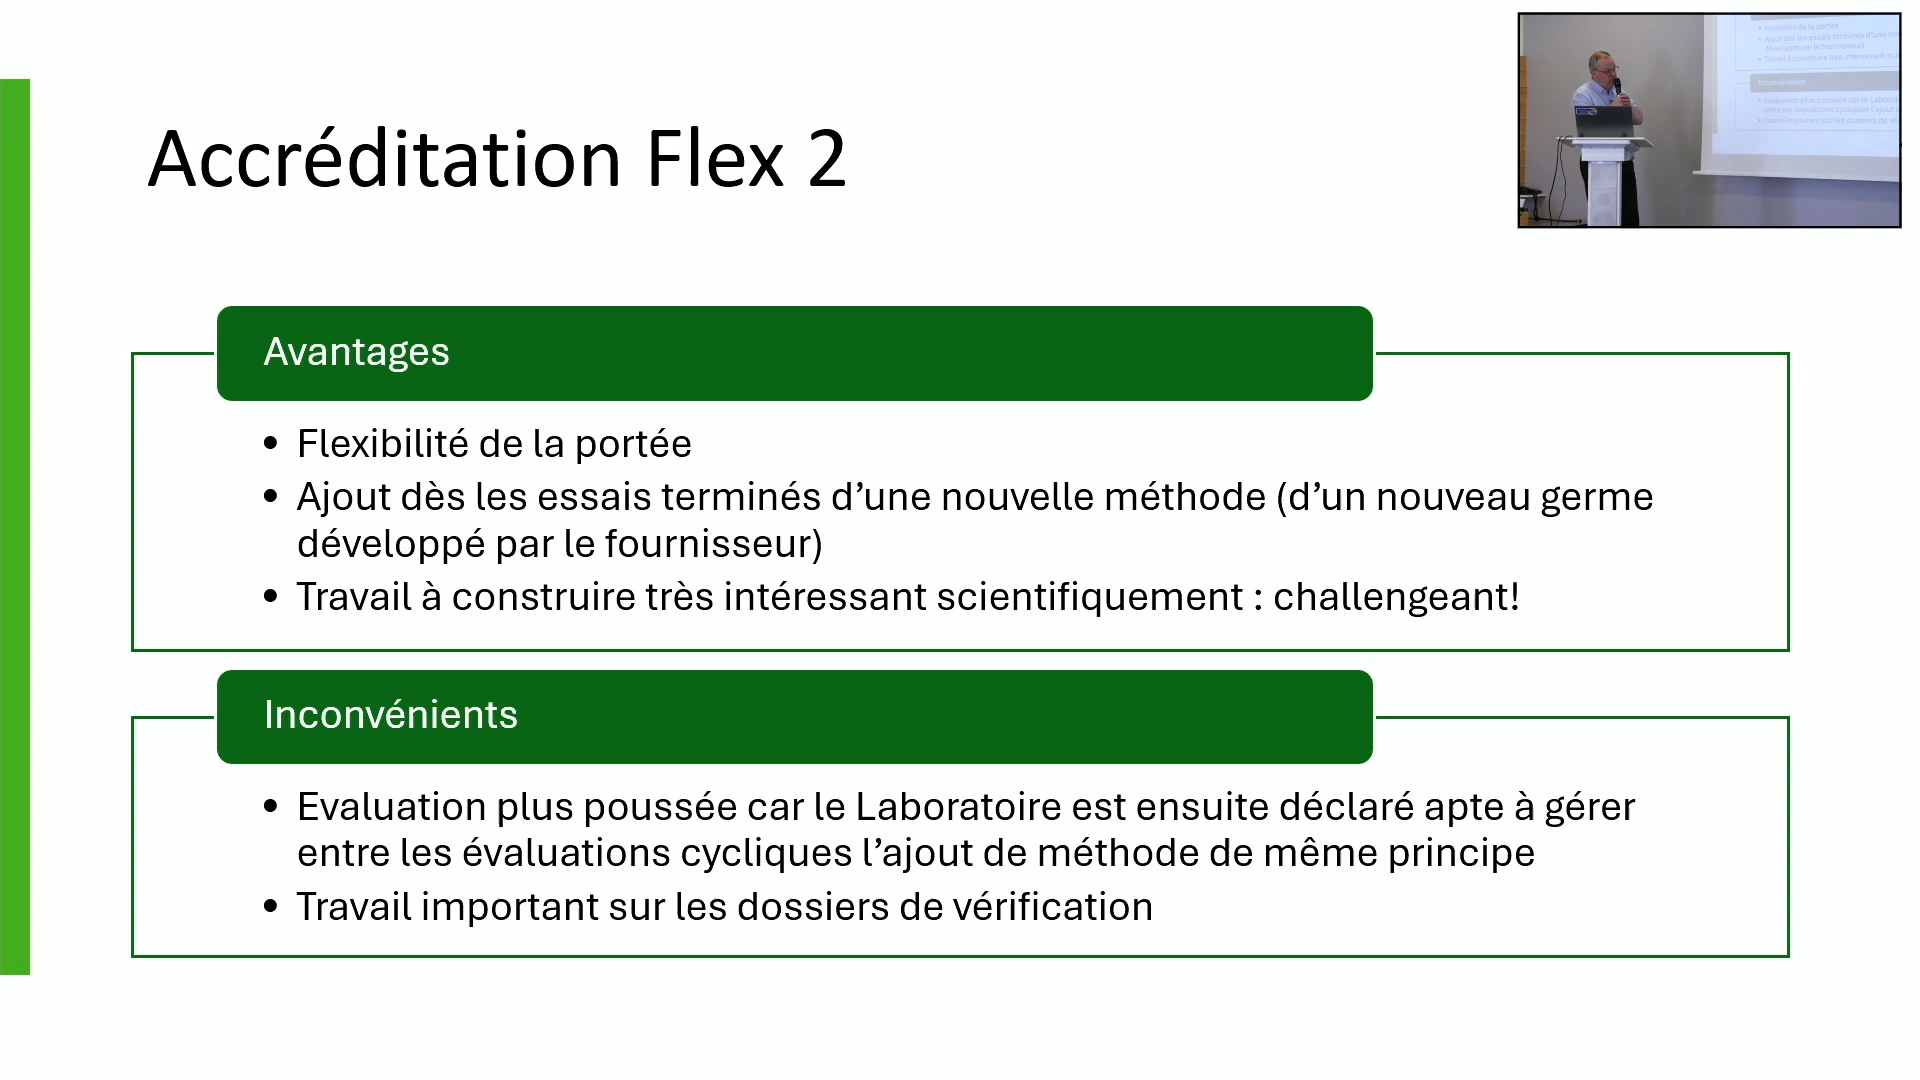 Accréditation Flex 2
Avantages
• Flexibilité de la portée
• Ajout dès les essais terminés d’une nouvelle méthode (d’un nouveau germe
développé par le fournisseur)
• Travail à construire très intéressant scientifiquement : challengeant!
Inconvénients
• Evaluation plus poussée car le Laboratoire est ensuite déclaré apte à gérer
entre les évaluations cycliques l’ajout de méthode de même principe
• Travail important sur les dossiers de vérification